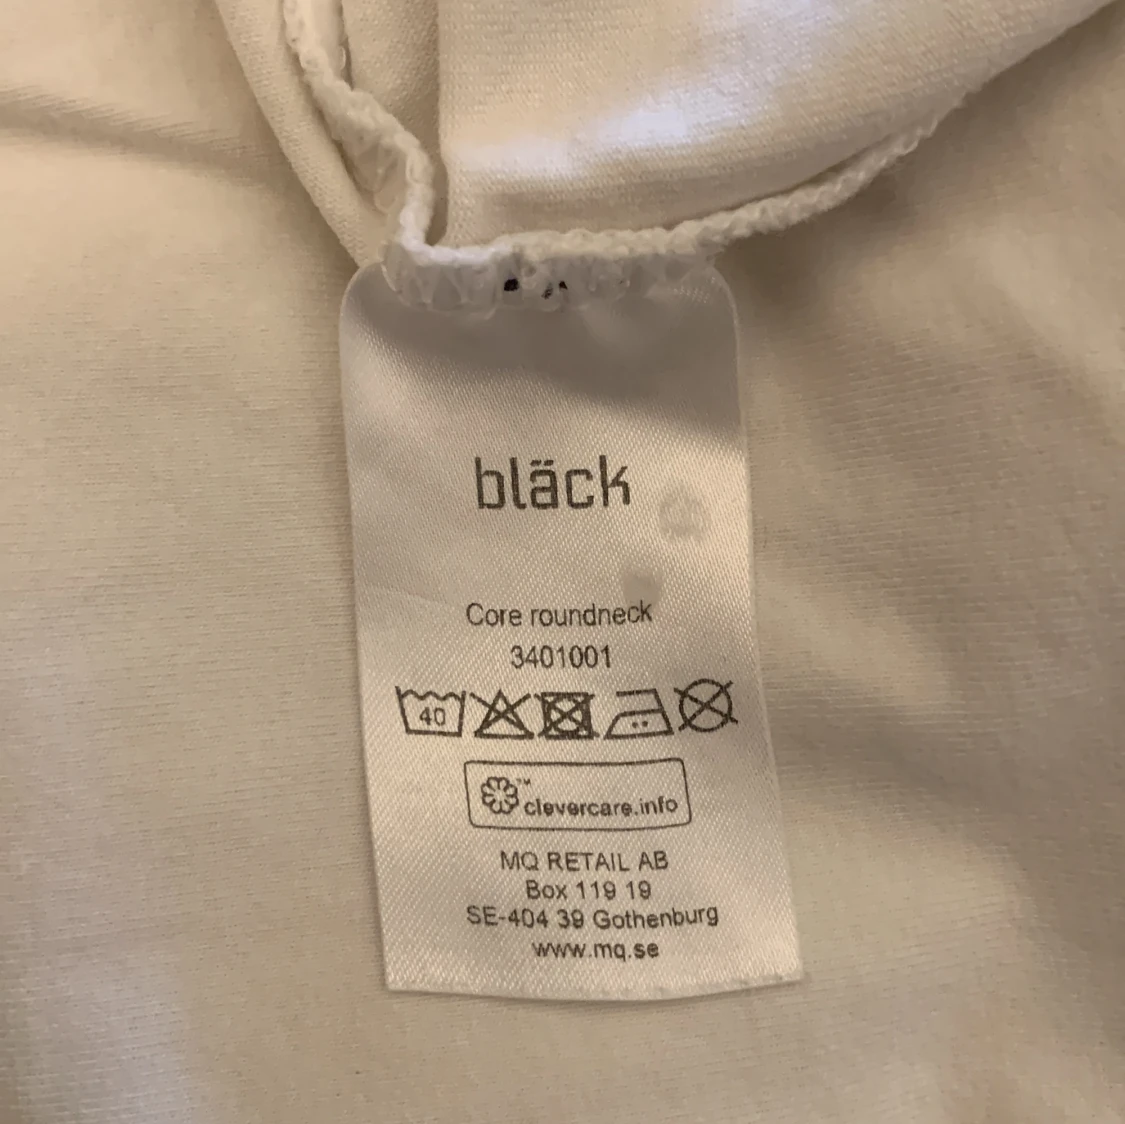 bläck
Core roundneck
3401001
40
™
clevercare.info
MQ RETAIL AB
Box 119 19
SE-404 39 Gothenburg
www.mq.se